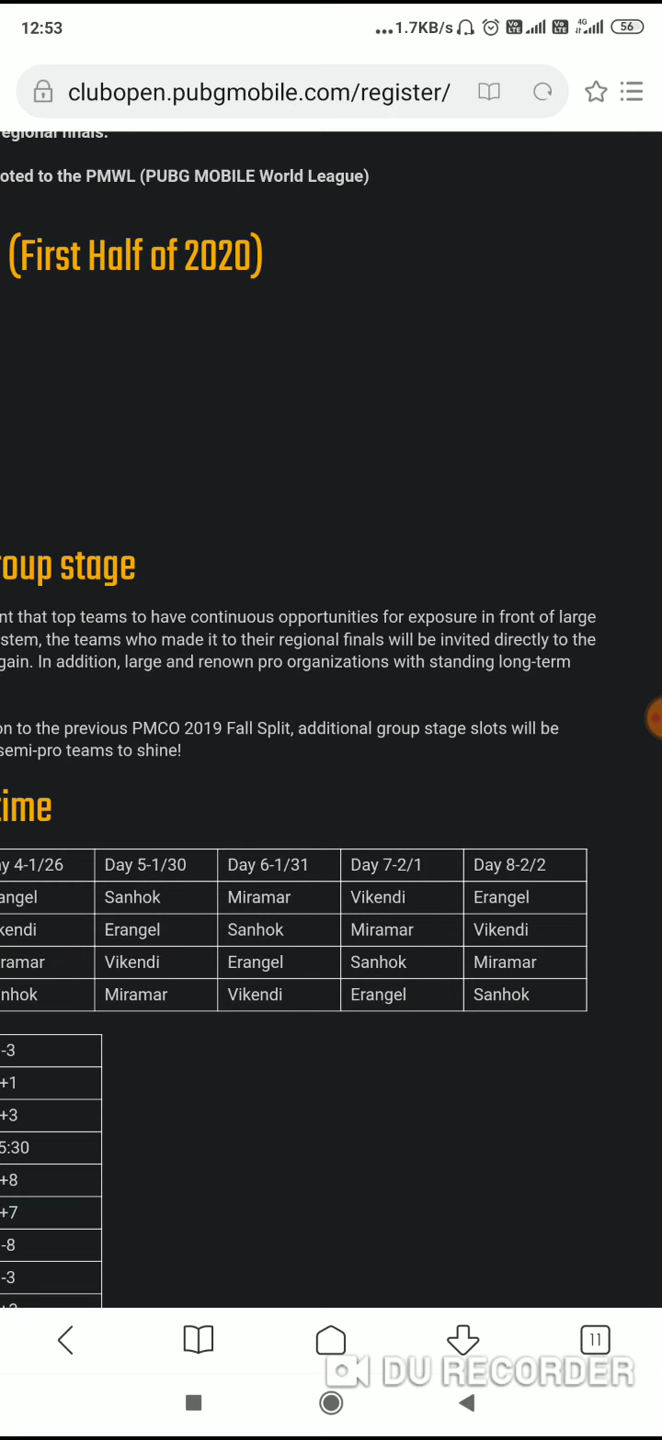 12:53
...1.7KB/s
Vo LTE
Vo LTE
4G
56
clubopen.pubgmobile.com/register/
oted to the PMWL (PUBG MOBILE World League)
(First Half of 2020)
oup stage
nt that top teams to have continuous opportunities for exposure in front of large
stem, the teams who made it to their regional finals will be invited directly to the
gain. In addition, large and renown pro organizations with standing long-term
on to the previous PMCO 2019 Fall Split, additional group stage slots will be
semi-pro teams to shine!
time
y 4-1/26 Day 5-1/30 Day 6-1/31 Day 7-2/1 Day 8-2/2
angel Sanhok Miramar Vikendi Erangel
kendi Erangel Sanhok Miramar Vikendi
ramar Vikendi Erangel Sanhok Miramar
nhok Miramar Vikendi Erangel Sanhok
-3
+1
+3
5:30
+8
+7
-8
-3
11
DU RECORDER